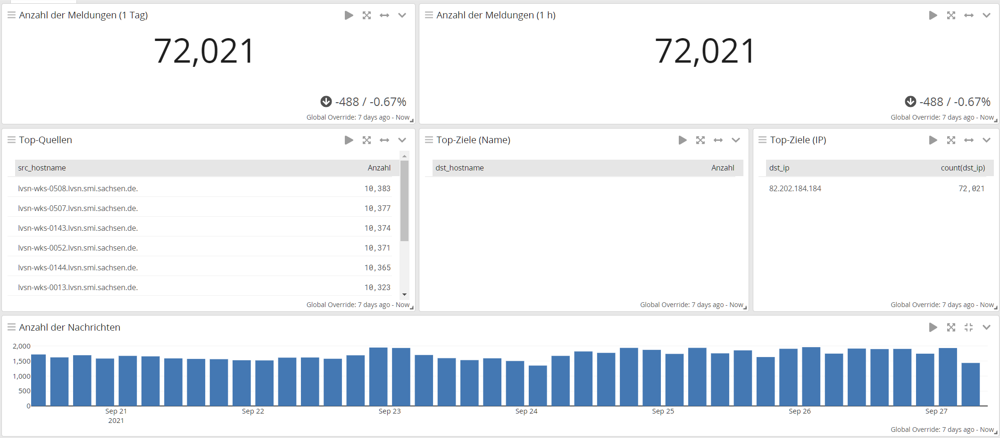 Anzahl der Meldungen (1 Tag)
72,021
-488 / -0.67%
Global Override: 7 days ago - Now
Anzahl der Meldungen (1 h)
72,021
-488 / -0.67%
Global Override: 7 days ago - Now
Top-Quellen
src_hostname Anzahl
lvsn-wks-0508.lvsn.smi.sachsen.de. 10,383
lvsn-wks-0507.lvsn.smi.sachsen.de. 10,377
lvsn-wks-0143.lvsn.smi.sachsen.de. 10,374
lvsn-wks-0052.lvsn.smi.sachsen.de. 10,371
lvsn-wks-0144.lvsn.smi.sachsen.de. 10,365
lvsn-wks-0013.lvsn.smi.sachsen.de. 10,323
Global Override: 7 days ago - Now
Top-Ziele (Name)
dst_hostname Anzahl
Global Override: 7 days ago - Now
Top-Ziele (IP)
dst_ip count(dst_ip)
82.202.184.184 72,021
Global Override: 7 days ago - Now
Anzahl der Nachrichten
2,000
1,500
1,000
500
0
Sep 21 Sep 22 Sep 23 Sep 24 Sep 25 Sep 26 Sep 27
2021
Global Override: 7 days ago - Now